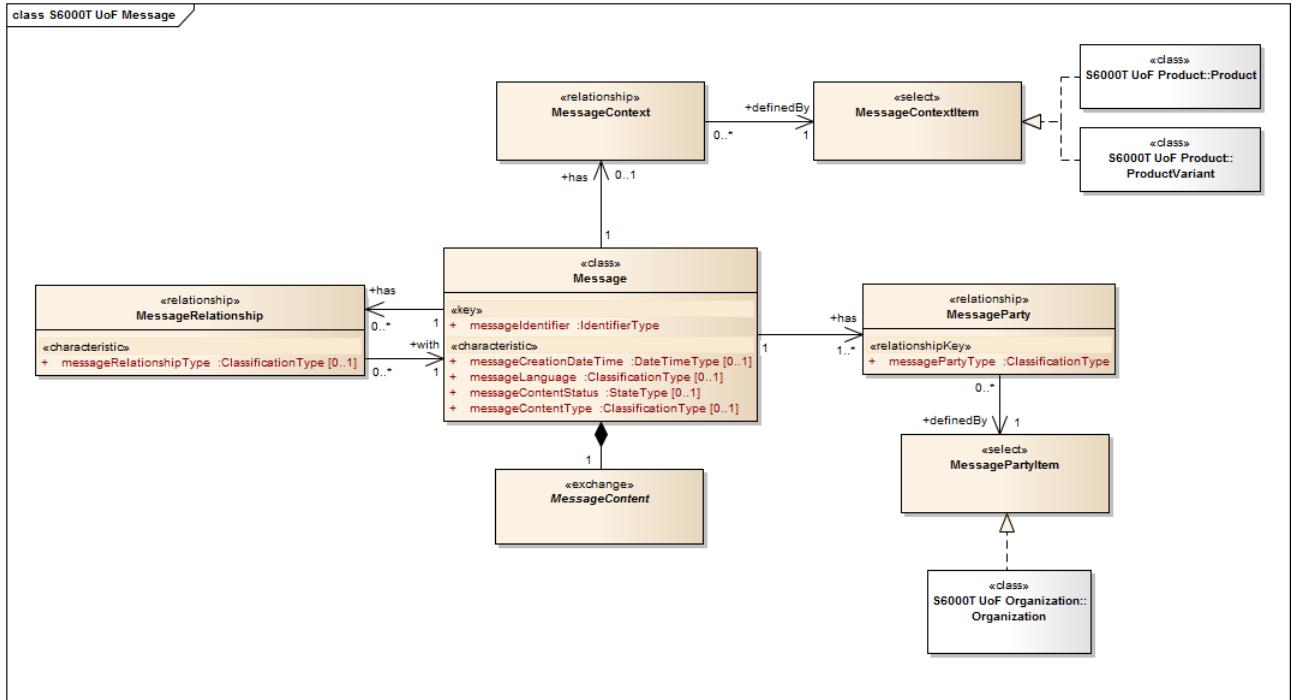 class S6000T UoF Message
«class»
S6000T UoF Product::Product
«relationship»
MessageContext
+definedBy
0..*
1
«select»
MessageContextItem
«class»
S6000T UoF Product::
ProductVariant
+has
0..1
1
«class»
Message
«key»
+ messageIdentifier :IdentifierType
«characteristic»
+ messageCreationDateTime :DateTimeType [0..1]
+ messageLanguage :ClassificationType [0..1]
+ messageContentStatus :StateType [0..1]
+ messageContentType :ClassificationType [0..1]
«relationship»
MessageRelationship
«characteristic»
+ messageRelationshipType :ClassificationType [0..1]
+has
0..*
1
+with
0..*
1
+has
1
1..*
«relationship»
MessageParty
«relationshipKey»
+ messagePartyType :ClassificationType
0..*
+definedBy
1
«select»
MessagePartyItem
1
«exchange»
MessageContent
«class»
S6000T UoF Organization::
Organization